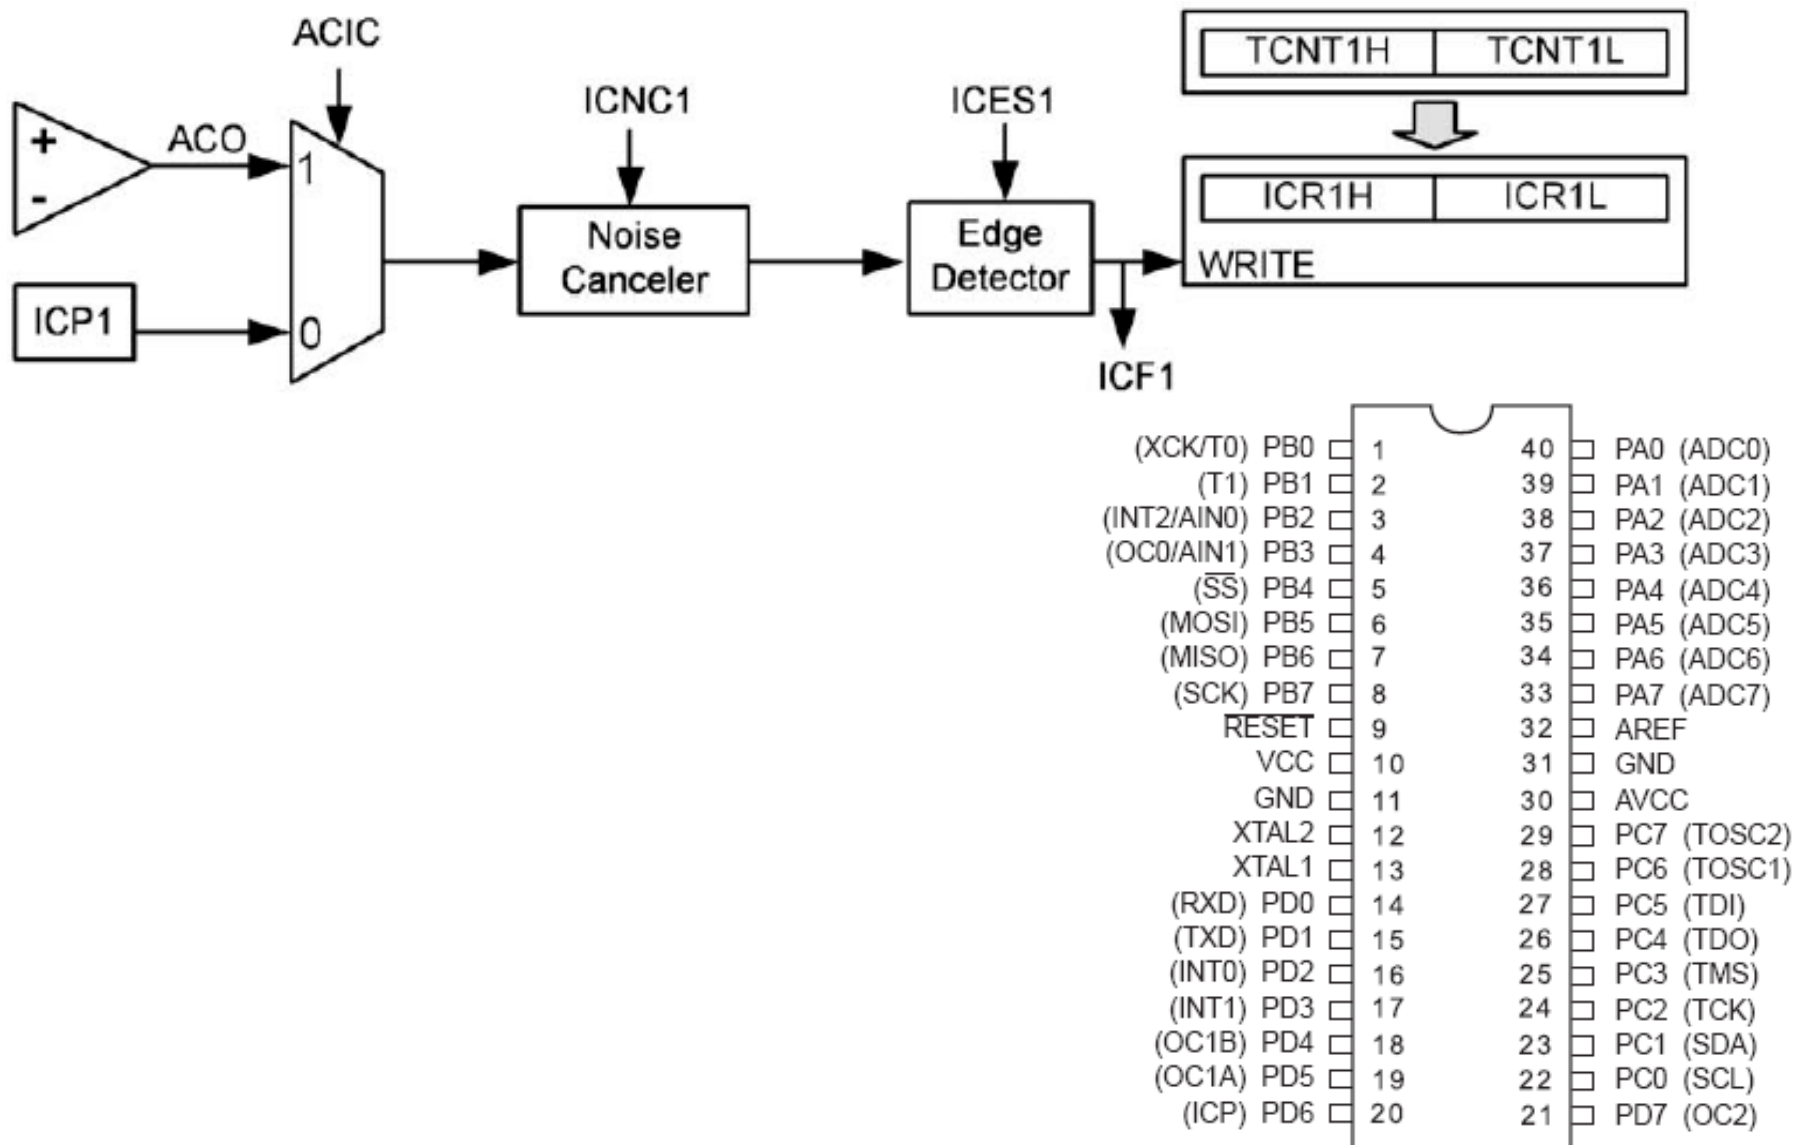 ACIC
ACO
+
-
1
0
ICP1
ICNC1
Noise
Canceler
ICES1
Edge
Detector
ICF1
TCNT1H TCNT1L
ICR1H ICR1L
WRITE
(XCK/T0) PB0 1 40 PA0 (ADC0)
(T1) PB1 2 39 PA1 (ADC1)
(INT2/AIN0) PB2 3 38 PA2 (ADC2)
(OC0/AIN1) PB3 4 37 PA3 (ADC3)
(S̅S̅) PB4 5 36 PA4 (ADC4)
(MOSI) PB5 6 35 PA5 (ADC5)
(MISO) PB6 7 34 PA6 (ADC6)
(SCK) PB7 8 33 PA7 (ADC7)
R̅E̅S̅E̅T̅ 9 32 AREF
VCC 10 31 GND
GND 11 30 AVCC
XTAL2 12 29 PC7 (TOSC2)
XTAL1 13 28 PC6 (TOSC1)
(RXD) PD0 14 27 PC5 (TDI)
(TXD) PD1 15 26 PC4 (TDO)
(INT0) PD2 16 25 PC3 (TMS)
(INT1) PD3 17 24 PC2 (TCK)
(OC1B) PD4 18 23 PC1 (SDA)
(OC1A) PD5 19 22 PC0 (SCL)
(ICP) PD6 20 21 PD7 (OC2)